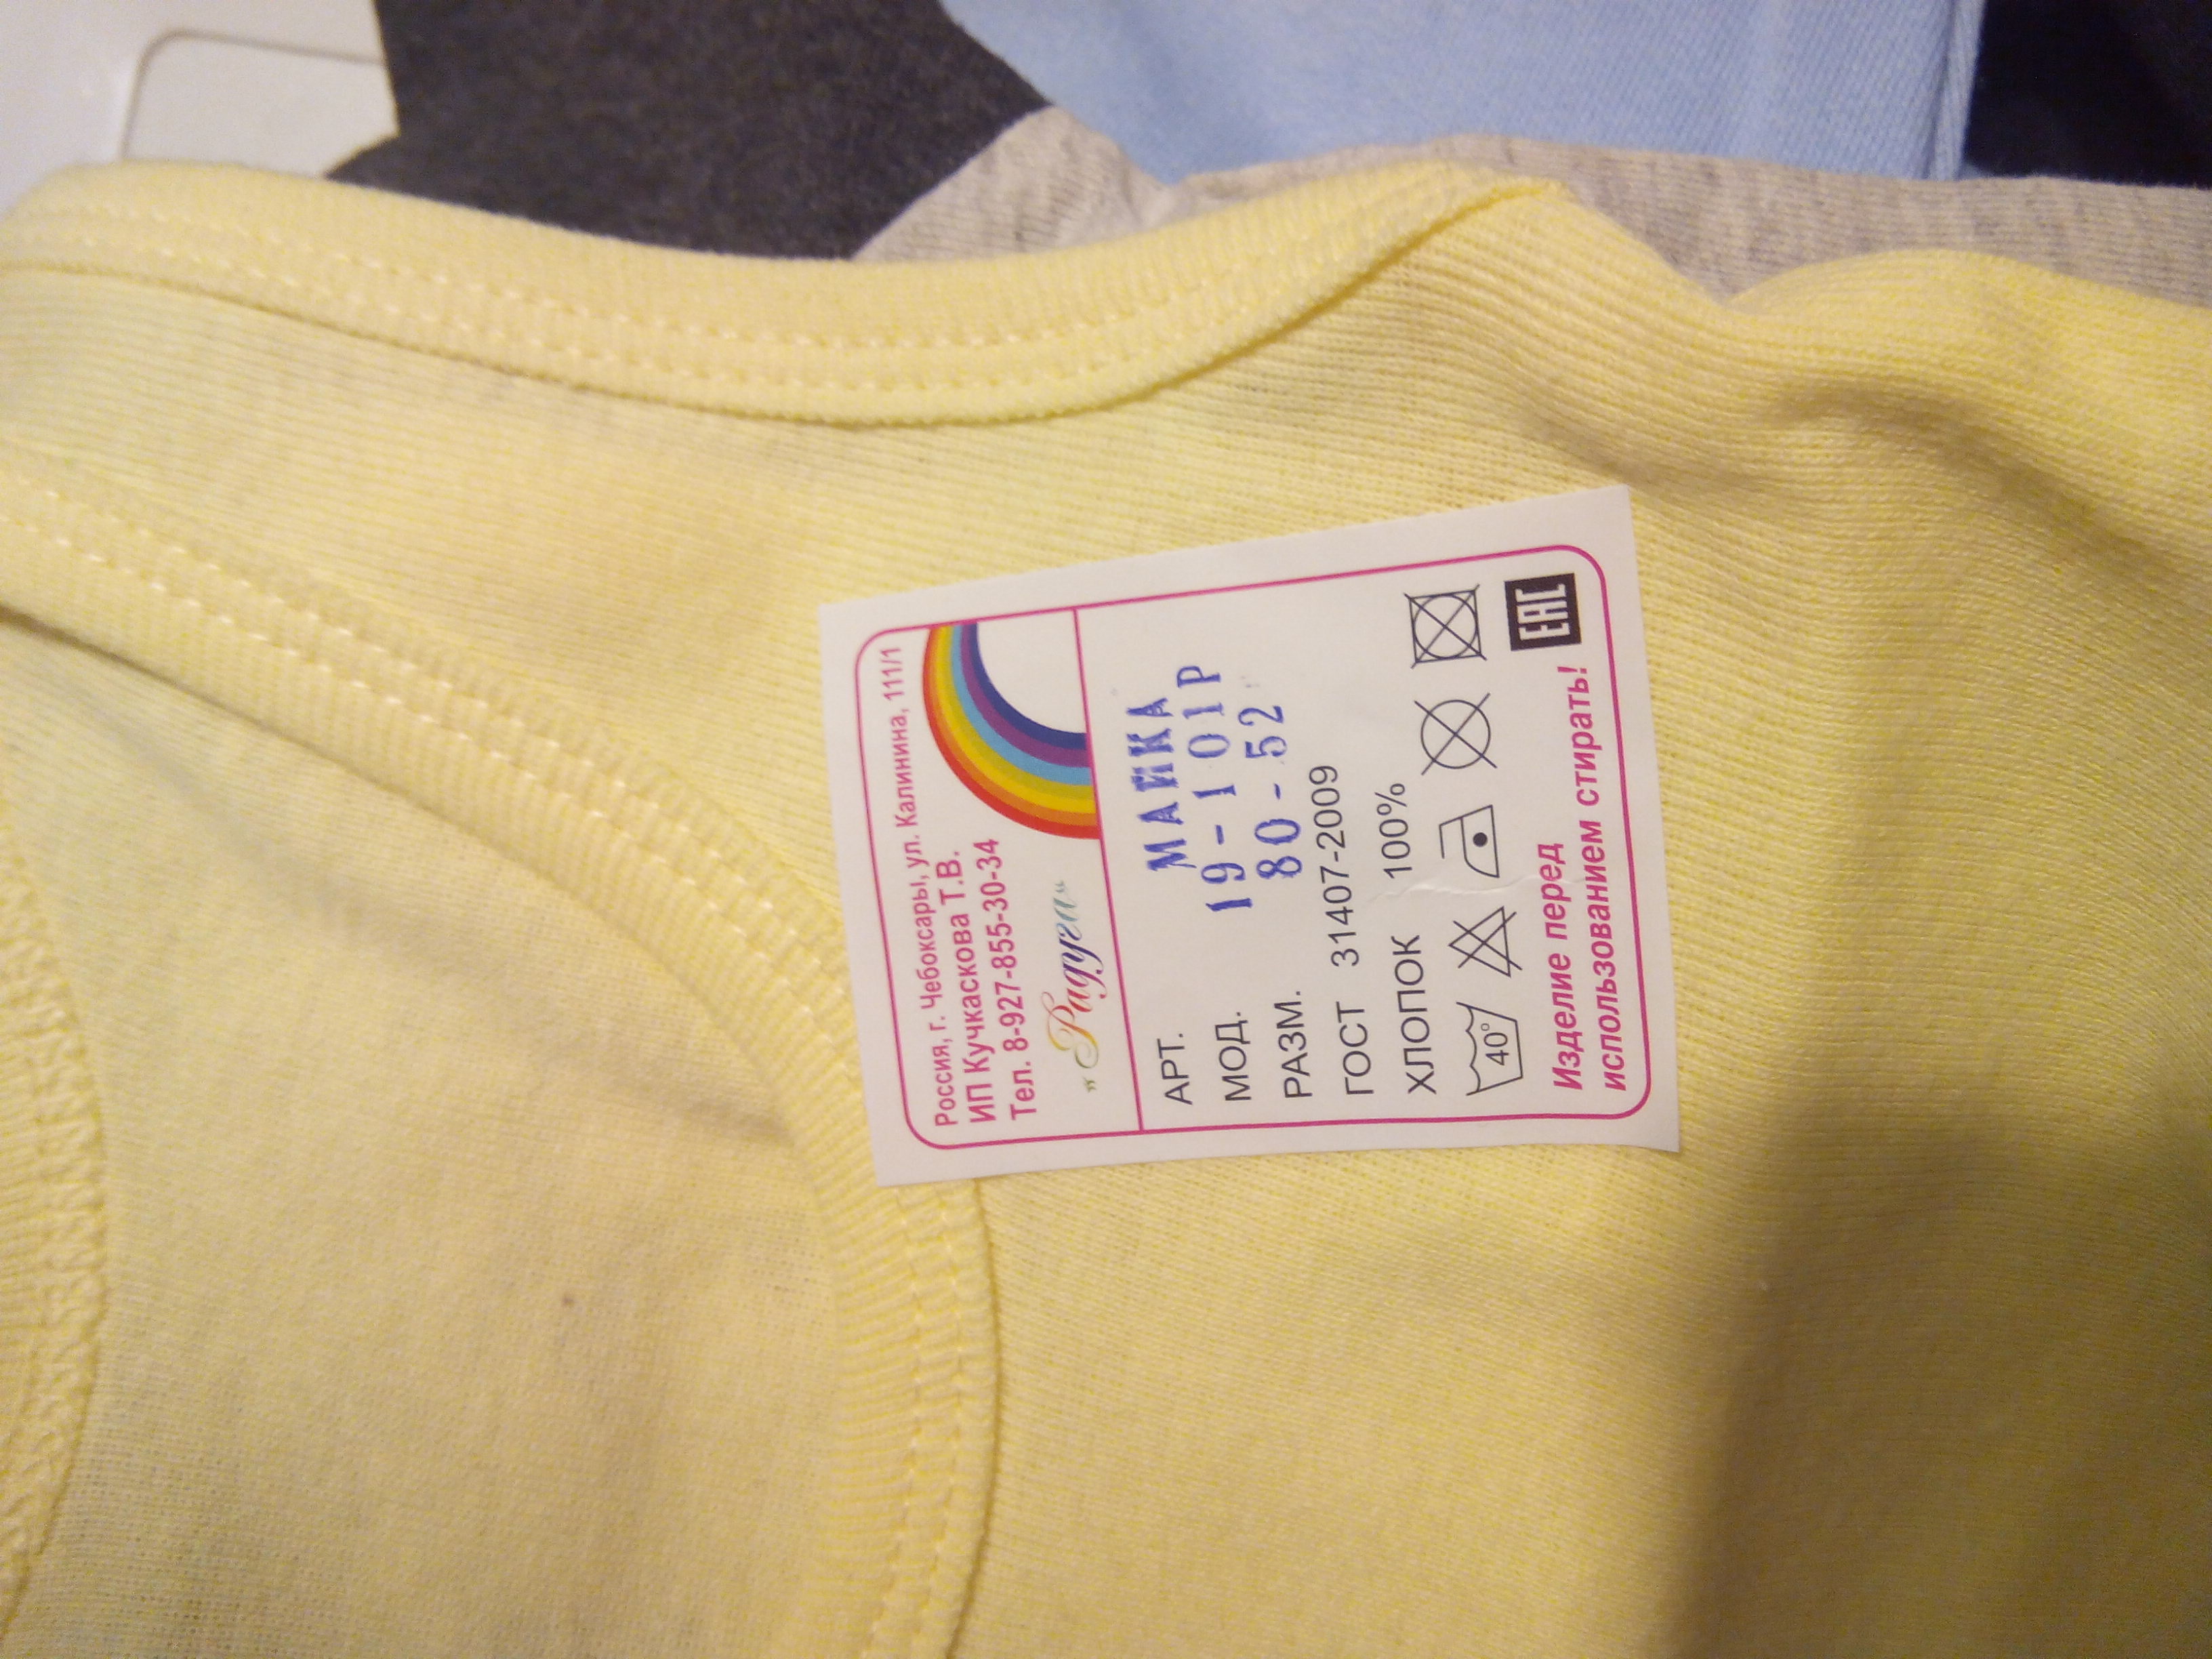 Россия, г. Чебоксары, ул. Калинина, 111/1
ИП Кучкаскова Т.В.
Тел. 8-927-855-30-34
"Радуга"
АРТ. МАЙКА
МОД. 19-101Р
РАЗМ. 80-52
ГОСТ 31407-2009
ХЛОПОК 100%
40°
Изделие перед
использованием стирать!
EAC